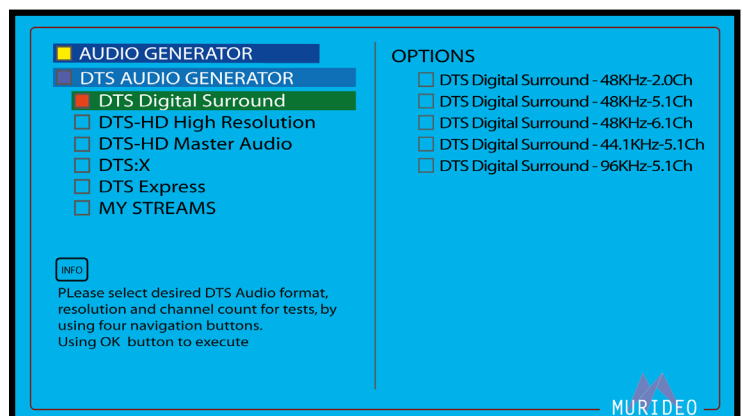 AUDIO GENERATOR
DTS AUDIO GENERATOR
DTS Digital Surround
DTS-HD High Resolution
DTS-HD Master Audio
DTS:X
DTS Express
MY STREAMS
INFO
PLease select desired DTS Audio format,
resolution and channel count for tests, by
using four navigation buttons.
Using OK button to execute
OPTIONS
DTS Digital Surround - 48KHz-2.0Ch
DTS Digital Surround - 48KHz-5.1Ch
DTS Digital Surround - 48KHz-6.1Ch
DTS Digital Surround - 44.1KHz-5.1Ch
DTS Digital Surround - 96KHz-5.1Ch
MURIDEO